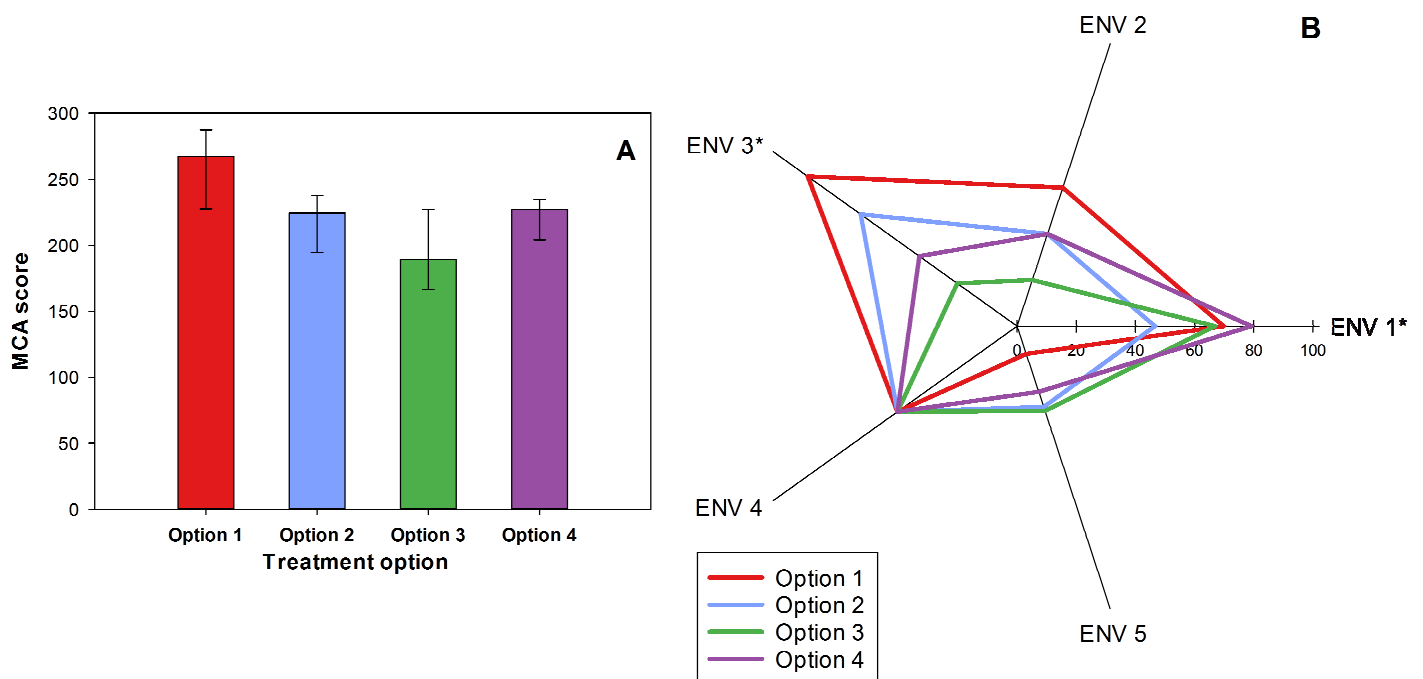 A
300
250
200
150
100
50
0
MCA score
Option 1 Option 2 Option 3 Option 4
Treatment option
B
ENV 2
ENV 3*
ENV 1*
0 20 40 60 80 100
ENV 4
ENV 5
Option 1
Option 2
Option 3
Option 4